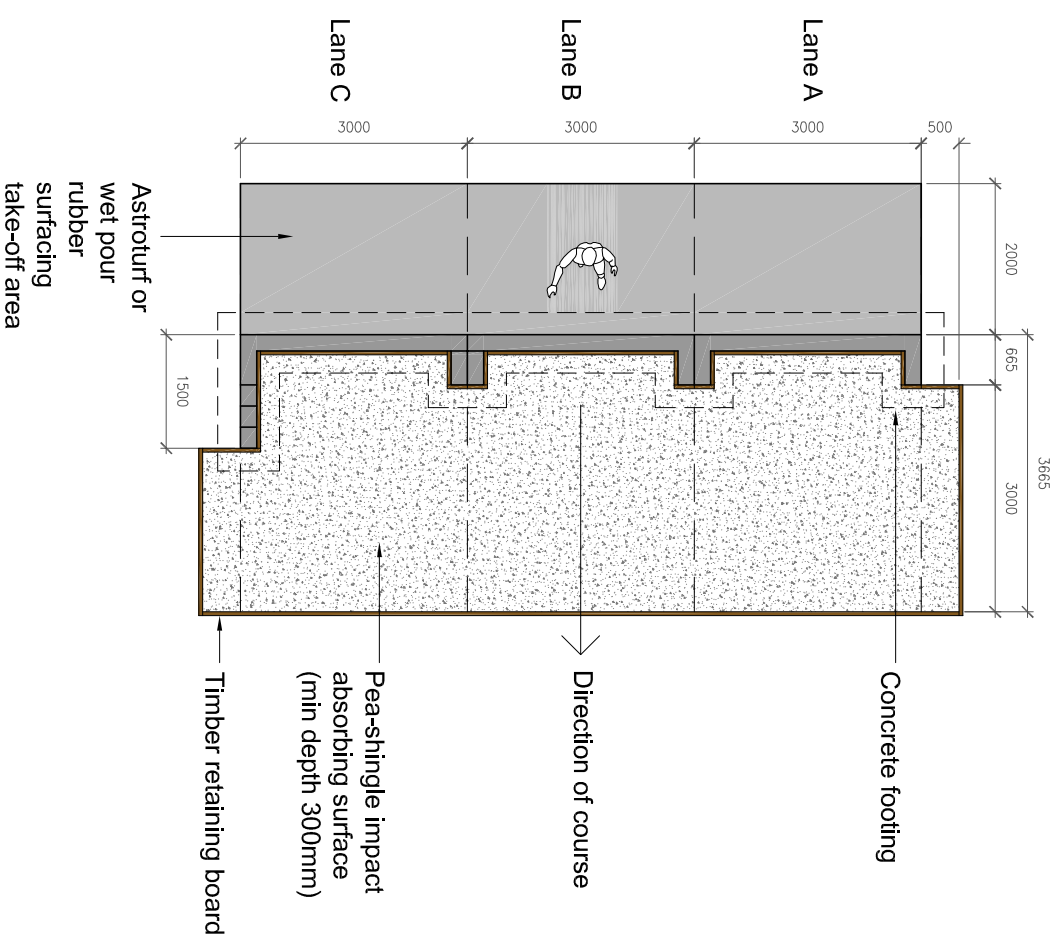 Lane A
Lane B
Lane C
500
3000
3000
3000
2000
665
3000
3665
1500
Concrete footing
Direction of course
Pea-shingle impact
absorbing surface
(min depth 300mm)
Timber retaining board
Astroturf or
wet pour
rubber
surfacing
take-off area